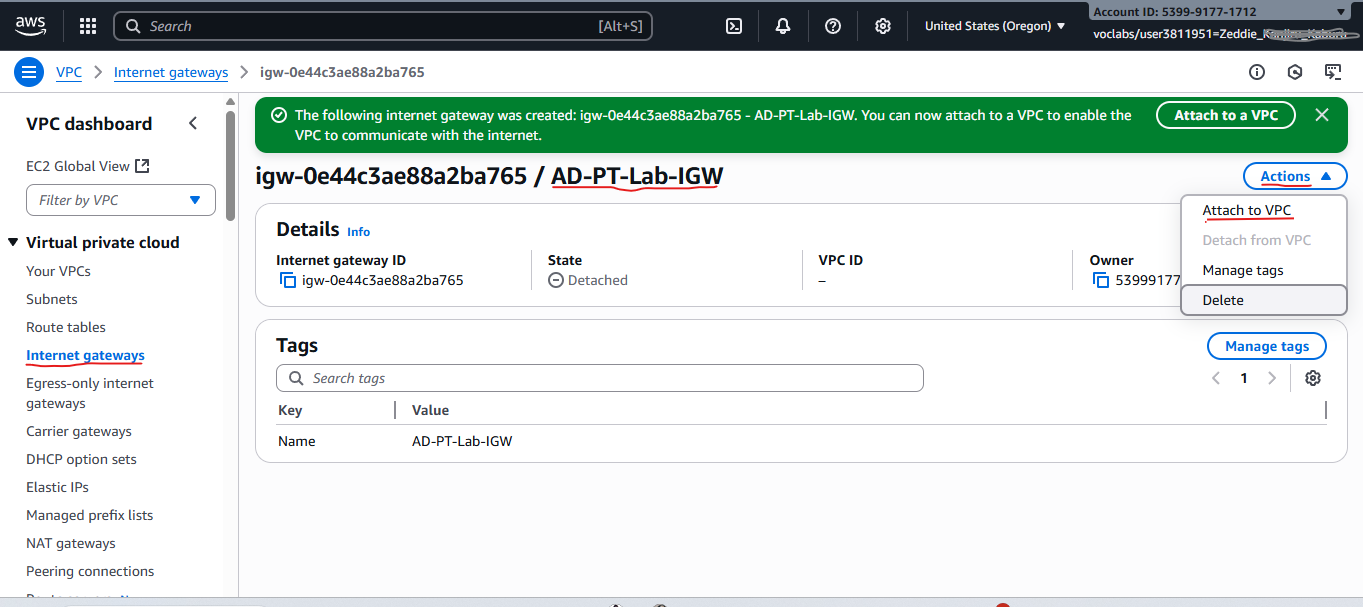 aws
Search [Alt+S]
United States (Oregon)
Account ID: 5399-9177-1712
voclabs/user3811951=Zeddie_
VPC Internet gateways igw-0e44c3ae88a2ba765
VPC dashboard
EC2 Global View
Filter by VPC
Virtual private cloud
Your VPCs
Subnets
Route tables
Internet gateways
Egress-only internet
gateways
Carrier gateways
DHCP option sets
Elastic IPs
Managed prefix lists
NAT gateways
Peering connections
The following internet gateway was created: igw-0e44c3ae88a2ba765 - AD-PT-Lab-IGW. You can now attach to a VPC to enable the
VPC to communicate with the internet.
Attach to a VPC
igw-0e44c3ae88a2ba765 / AD-PT-Lab-IGW
Actions
Attach to VPC
Detach from VPC
Manage tags
Delete
Details Info
Internet gateway ID
igw-0e44c3ae88a2ba765
State
Detached
VPC ID
–
Owner
53999177
Tags
Manage tags
Search tags
1
Key Value
Name AD-PT-Lab-IGW